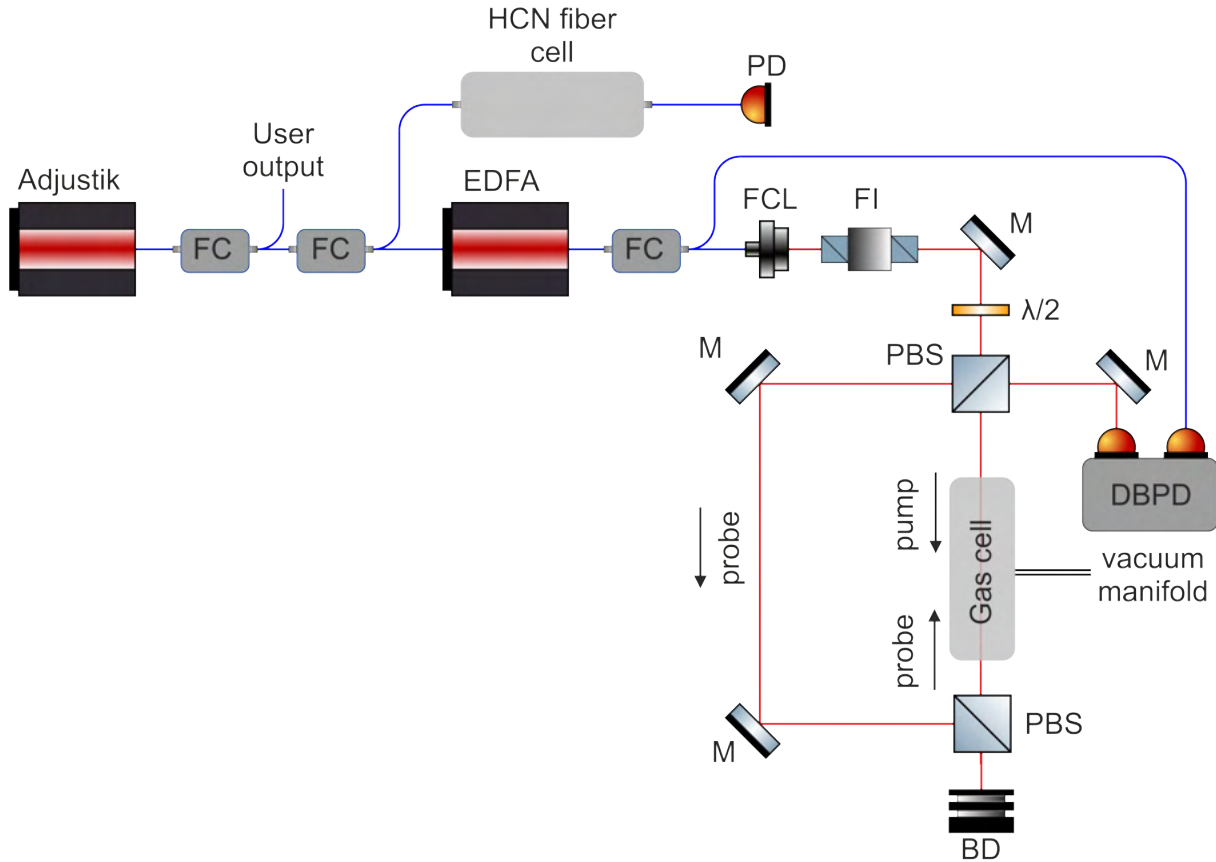 HCN fiber
cell
PD
User
output
Adjustik
EDFA
FCL
FI
M
FC
FC
FC
λ/2
M
PBS
M
DBPD
pump
probe
Gas cell
vacuum
manifold
probe
M
PBS
BD